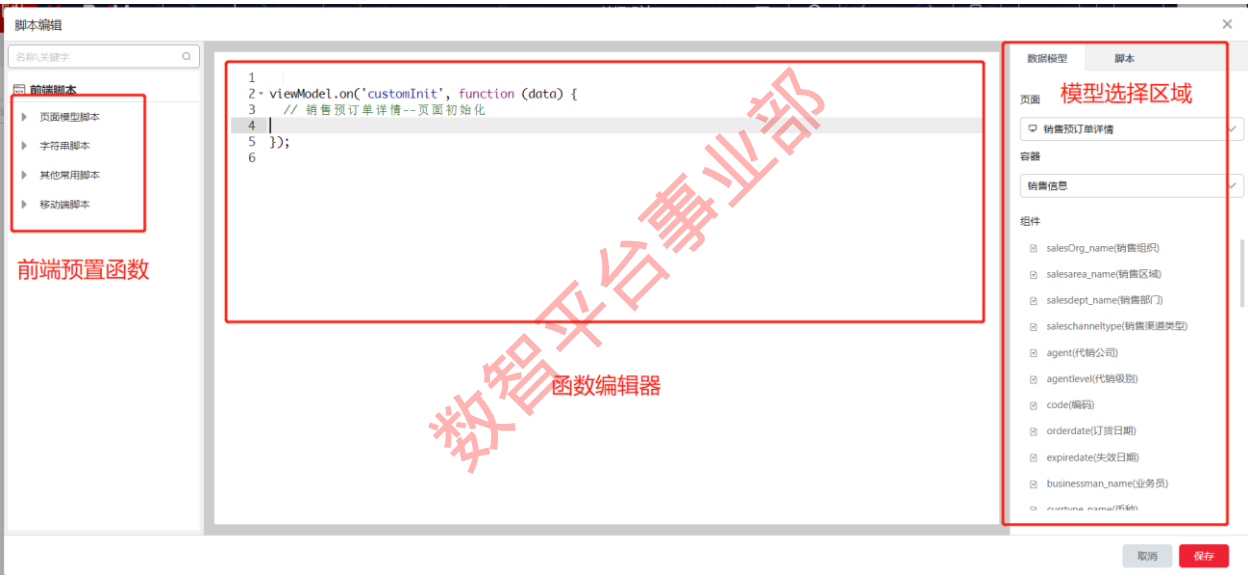 脚本编辑
名称\关键字
前端脚本
页面模型脚本
字符串脚本
其他常用脚本
移动端脚本
前端预置函数
1
2 viewModel.on('customInit', function (data) {
3 // 销售预订单详情--页面初始化
4
5 });
6
函数编辑器
数智平台事业部
数据模型 脚本
模型选择区域
页面
销售预订单详情
容器
销售信息
组件
salesOrg_name(销售组织)
salesarea_name(销售区域)
salesdept_name(销售部门)
saleschanneltype(销售渠道类型)
agent(代销公司)
agentlevel(代销级别)
code(编码)
orderdate(订货日期)
expiredate(失效日期)
businessman_name(业务员)
currtype_name(币种)
取消 保存